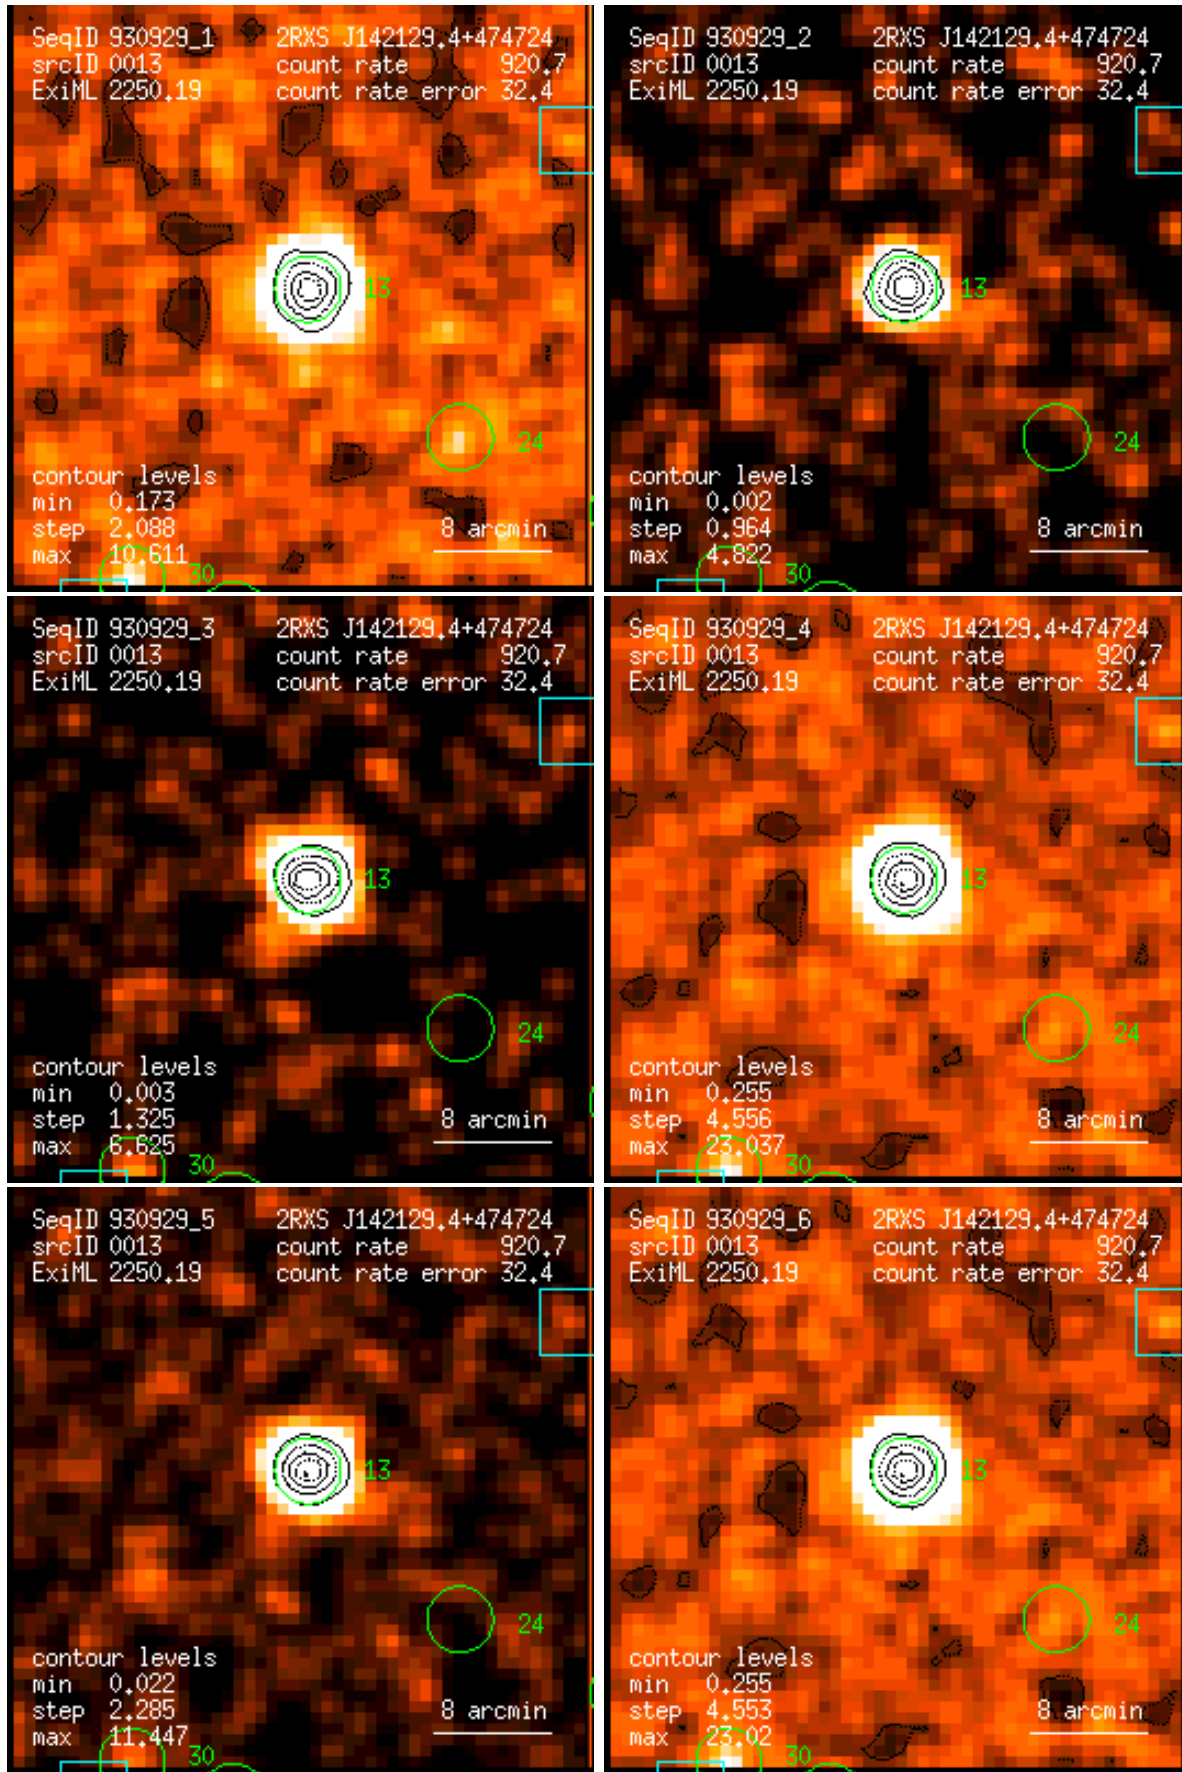 SeqID 930929_1 2RXS J142129.4+474724
srcID 0013 count rate 920.7
ExiML 2250.19 count rate error 32.4
13
24
contour levels
min 0.173
step 2.088 8 arcmin
max 10.611
30
SeqID 930929_2 2RXS J142129.4+474724
srcID 0013 count rate 920.7
ExiML 2250.19 count rate error 32.4
13
24
contour levels
min 0.002
step 0.964 8 arcmin
max 4.822
30
SeqID 930929_3 2RXS J142129.4+474724
srcID 0013 count rate 920.7
ExiML 2250.19 count rate error 32.4
13
24
contour levels
min 0.003
step 1.325 8 arcmin
max 6.625
30
SeqID 930929_4 2RXS J142129.4+474724
srcID 0013 count rate 920.7
ExiML 2250.19 count rate error 32.4
13
24
contour levels
min 0.255
step 4.556 8 arcmin
max 23.037
30
SeqID 930929_5 2RXS J142129.4+474724
srcID 0013 count rate 920.7
ExiML 2250.19 count rate error 32.4
13
24
contour levels
min 0.022
step 2.285 8 arcmin
max 11.447
30
SeqID 930929_6 2RXS J142129.4+474724
srcID 0013 count rate 920.7
ExiML 2250.19 count rate error 32.4
13
24
contour levels
min 0.255
step 4.553 8 arcmin
max 23.02
30